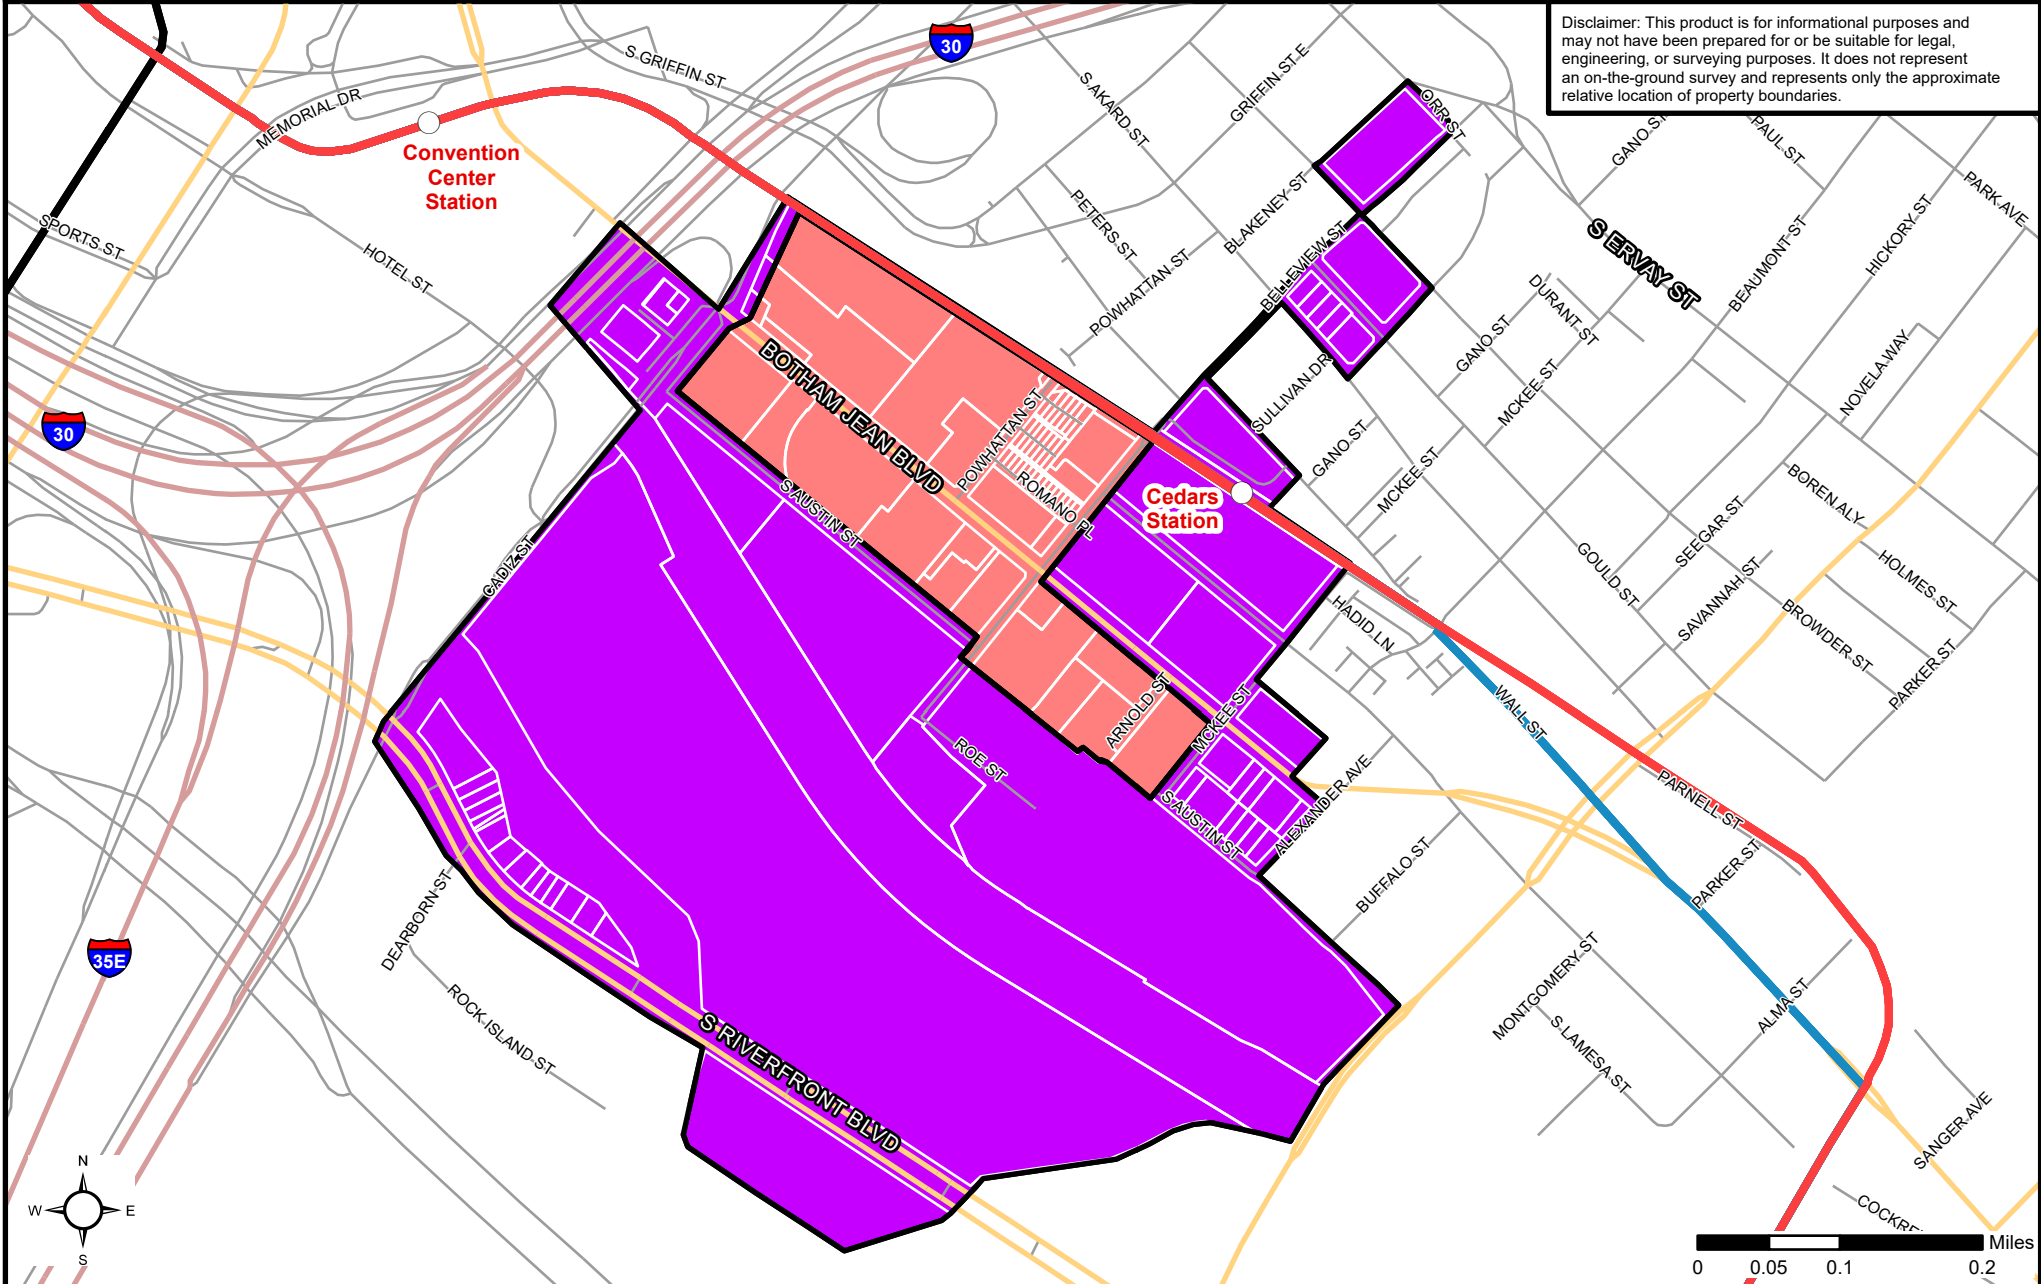 Disclaimer: This product is for informational purposes and
may not have been prepared for or be suitable for legal,
engineering, or surveying purposes. It does not represent
an on-the-ground survey and represents only the approximate
relative location of property boundaries.
30
S GRIFFIN ST
MEMORIAL DR
Convention
Center
Station
SPORTS ST
HOTEL ST
S AKARD ST
GRIFFIN ST E
ORR ST
GANO ST
PAUL ST
PARK AVE
PETERS ST
BLAKENEY ST
POWHATTAN ST
BELLEVIEW ST
S ERVAY ST
BEAUMONT ST
HICKORY ST
DURANT ST
GANO ST
MCKEE ST
NOVELA WAY
SULLIVAN DR
GANO ST
MCKEE ST
BOTHAM JEAN BLVD
POWHATTAN ST
ROMANO PL
S AUSTIN ST
Cedars
Station
30
CADIZ ST
BOREN ALY
SEEGAR ST
HOLMES ST
GOULD ST
SAVANNAH ST
BROWDER ST
PARKER ST
HADID LN
WALL ST
ARNOLD ST
MCKEE ST
ROE ST
S AUSTIN ST
ALEXANDER AVE
BUFFALO ST
PARNELL ST
PARKER ST
DEARBORN ST
35E
ROCK ISLAND ST
S RIVERFRONT BLVD
MONTGOMERY ST
S LAMESA ST
ALMA ST
SANGER AVE
N
W
E
S
Miles
0
0.05
0.1
0.2